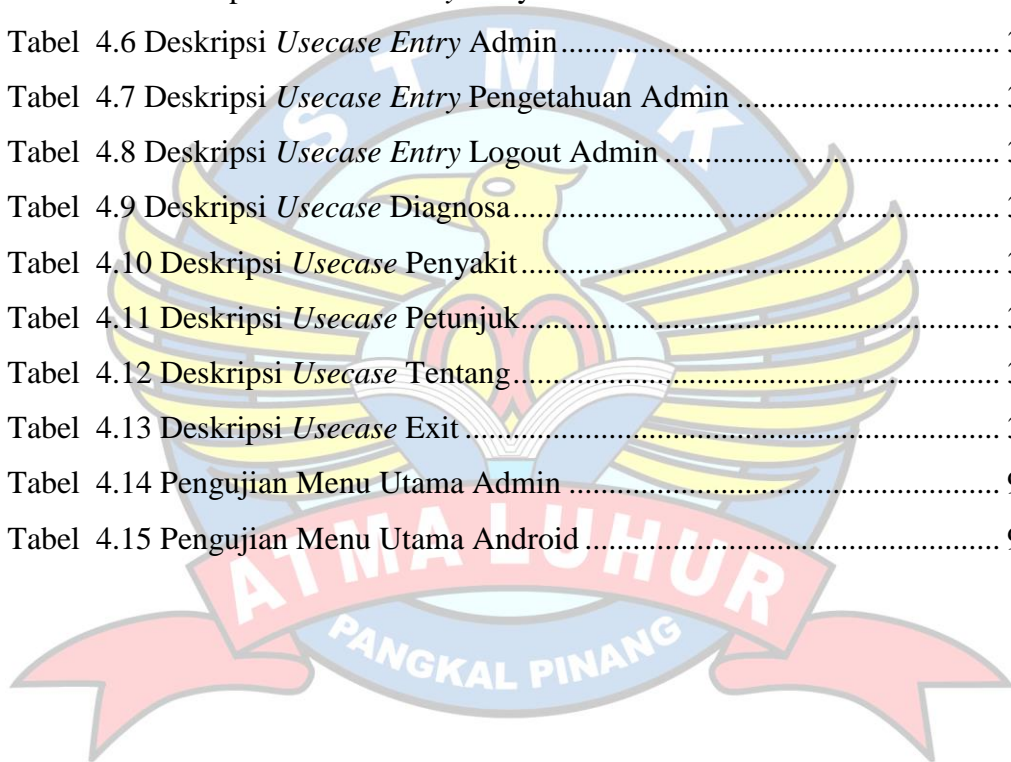 Tabel 4.6 Deskripsi Usecase Entry Admin
Tabel 4.7 Deskripsi Usecase Entry Pengetahuan Admin
Tabel 4.8 Deskripsi Usecase Entry Logout Admin
Tabel 4.9 Deskripsi Usecase Diagnosa
Tabel 4.10 Deskripsi Usecase Penyakit
Tabel 4.11 Deskripsi Usecase Petunjuk
Tabel 4.12 Deskripsi Usecase Tentang
Tabel 4.13 Deskripsi Usecase Exit
Tabel 4.14 Pengujian Menu Utama Admin
Tabel 4.15 Pengujian Menu Utama Android
STMIK
ATMA LUHUR
PANGKAL PINANG